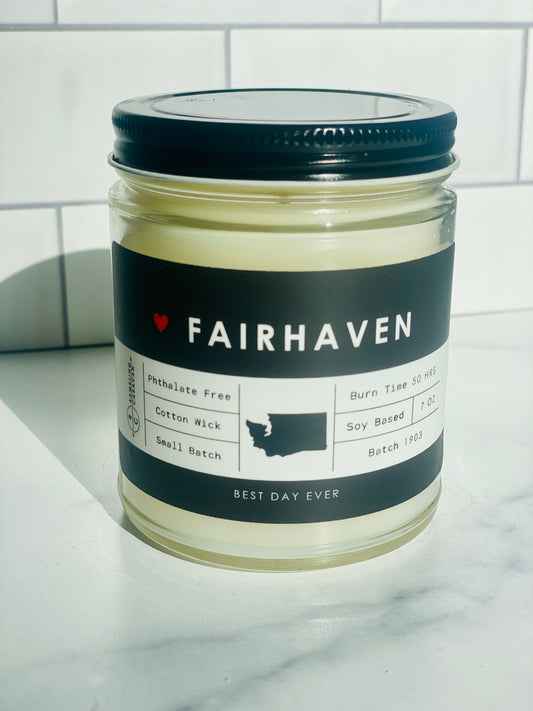 FAIRHAVEN
Phthalate Free
Cotton Wick
Small Batch
Burn Time 50 HRS
Soy Based
7 OZ
Batch 1903
BEST DAY EVER